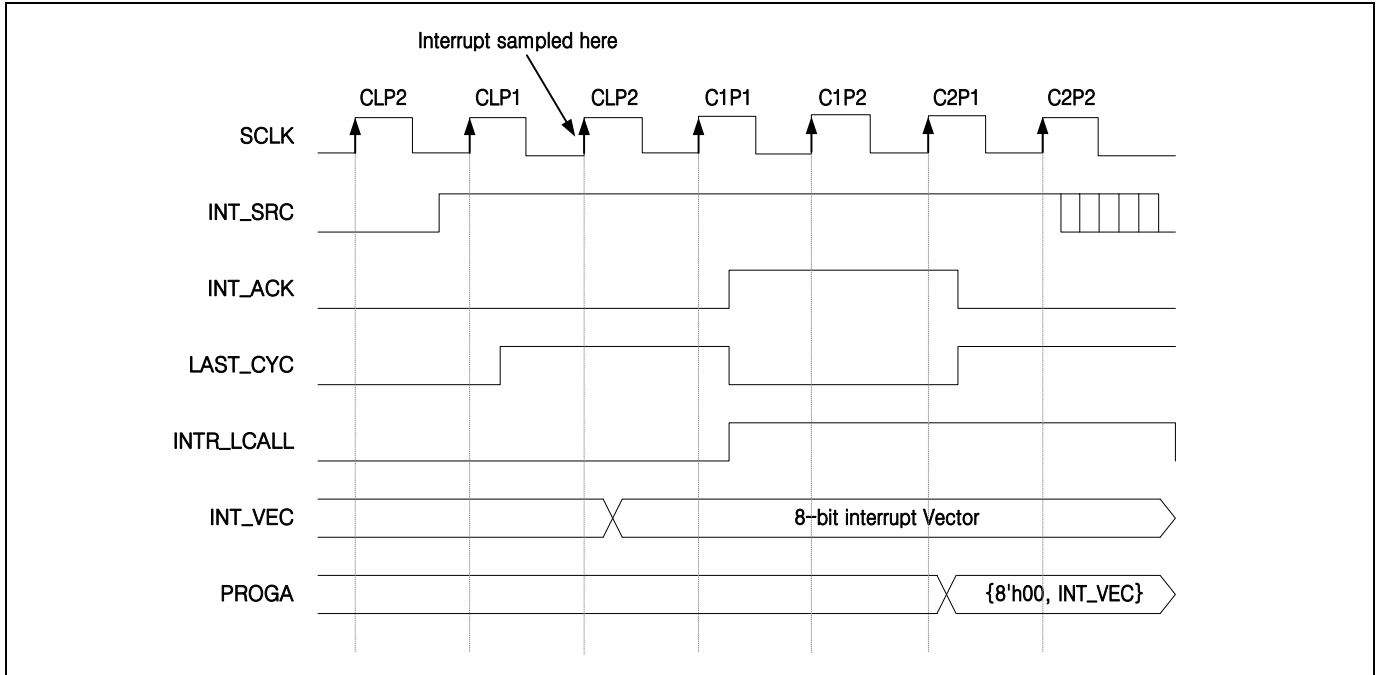 Interrupt sampled here
CLP2 CLP1 CLP2 C1P1 C1P2 C2P1 C2P2
SCLK
INT_SRC
INT_ACK
LAST_CYC
INTR_LCALL
INT_VEC 8-bit interrupt Vector
PROGA {8'h00, INT_VEC}